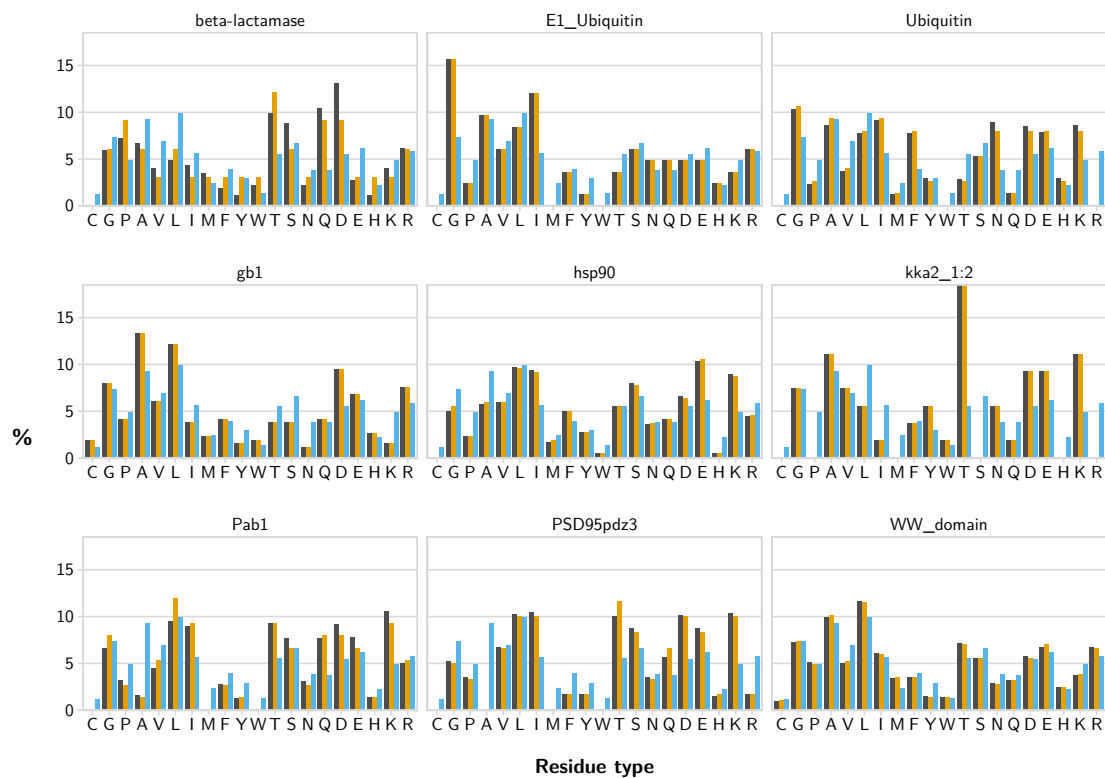 beta-lactamase E1_Ubiquitin Ubiquitin
15
10
5
0
C G P A V L I M F Y W T S N Q D E H K R C G P A V L I M F Y W T S N Q D E H K R C G P A V L I M F Y W T S N Q D E H K R
gb1 hsp90 kka2_1:2
15
10
5
0
C G P A V L I M F Y W T S N Q D E H K R C G P A V L I M F Y W T S N Q D E H K R C G P A V L I M F Y W T S N Q D E H K R
%
Pab1 PSD95pdz3 WW_domain
15
10
5
0
C G P A V L I M F Y W T S N Q D E H K R C G P A V L I M F Y W T S N Q D E H K R C G P A V L I M F Y W T S N Q D E H K R
Residue type